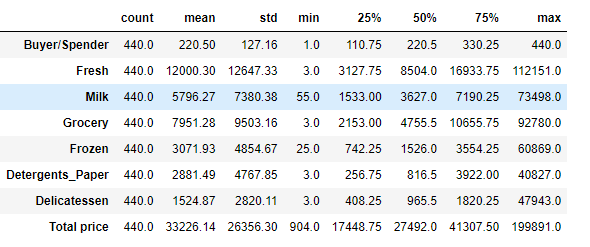 count mean std min 25% 50% 75% max
Buyer/Spender 440.0 220.50 127.16 1.0 110.75 220.5 330.25 440.0
Fresh 440.0 12000.30 12647.33 3.0 3127.75 8504.0 16933.75 112151.0
Milk 440.0 5796.27 7380.38 55.0 1533.00 3627.0 7190.25 73498.0
Grocery 440.0 7951.28 9503.16 3.0 2153.00 4755.5 10655.75 92780.0
Frozen 440.0 3071.93 4854.67 25.0 742.25 1526.0 3554.25 60869.0
Detergents_Paper 440.0 2881.49 4767.85 3.0 256.75 816.5 3922.00 40827.0
Delicatessen 440.0 1524.87 2820.11 3.0 408.25 965.5 1820.25 47943.0
Total price 440.0 33226.14 26356.30 904.0 17448.75 27492.0 41307.50 199891.0